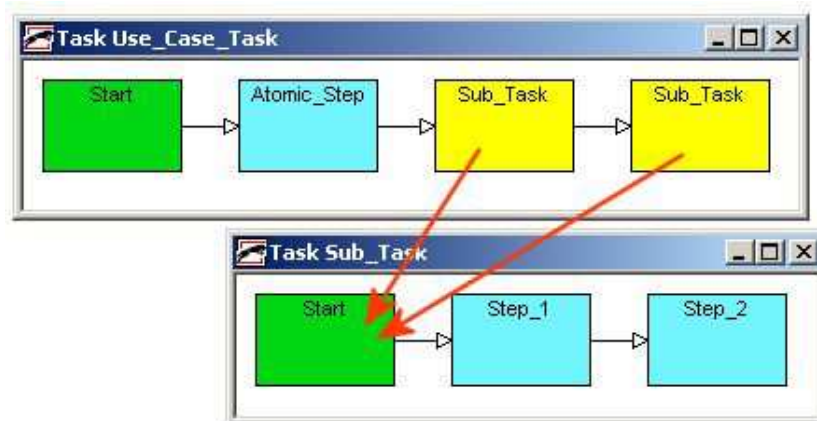 Task Use_Case_Task
Start Atomic_Step Sub_Task Sub_Task
Task Sub_Task
Start Step_1 Step_2